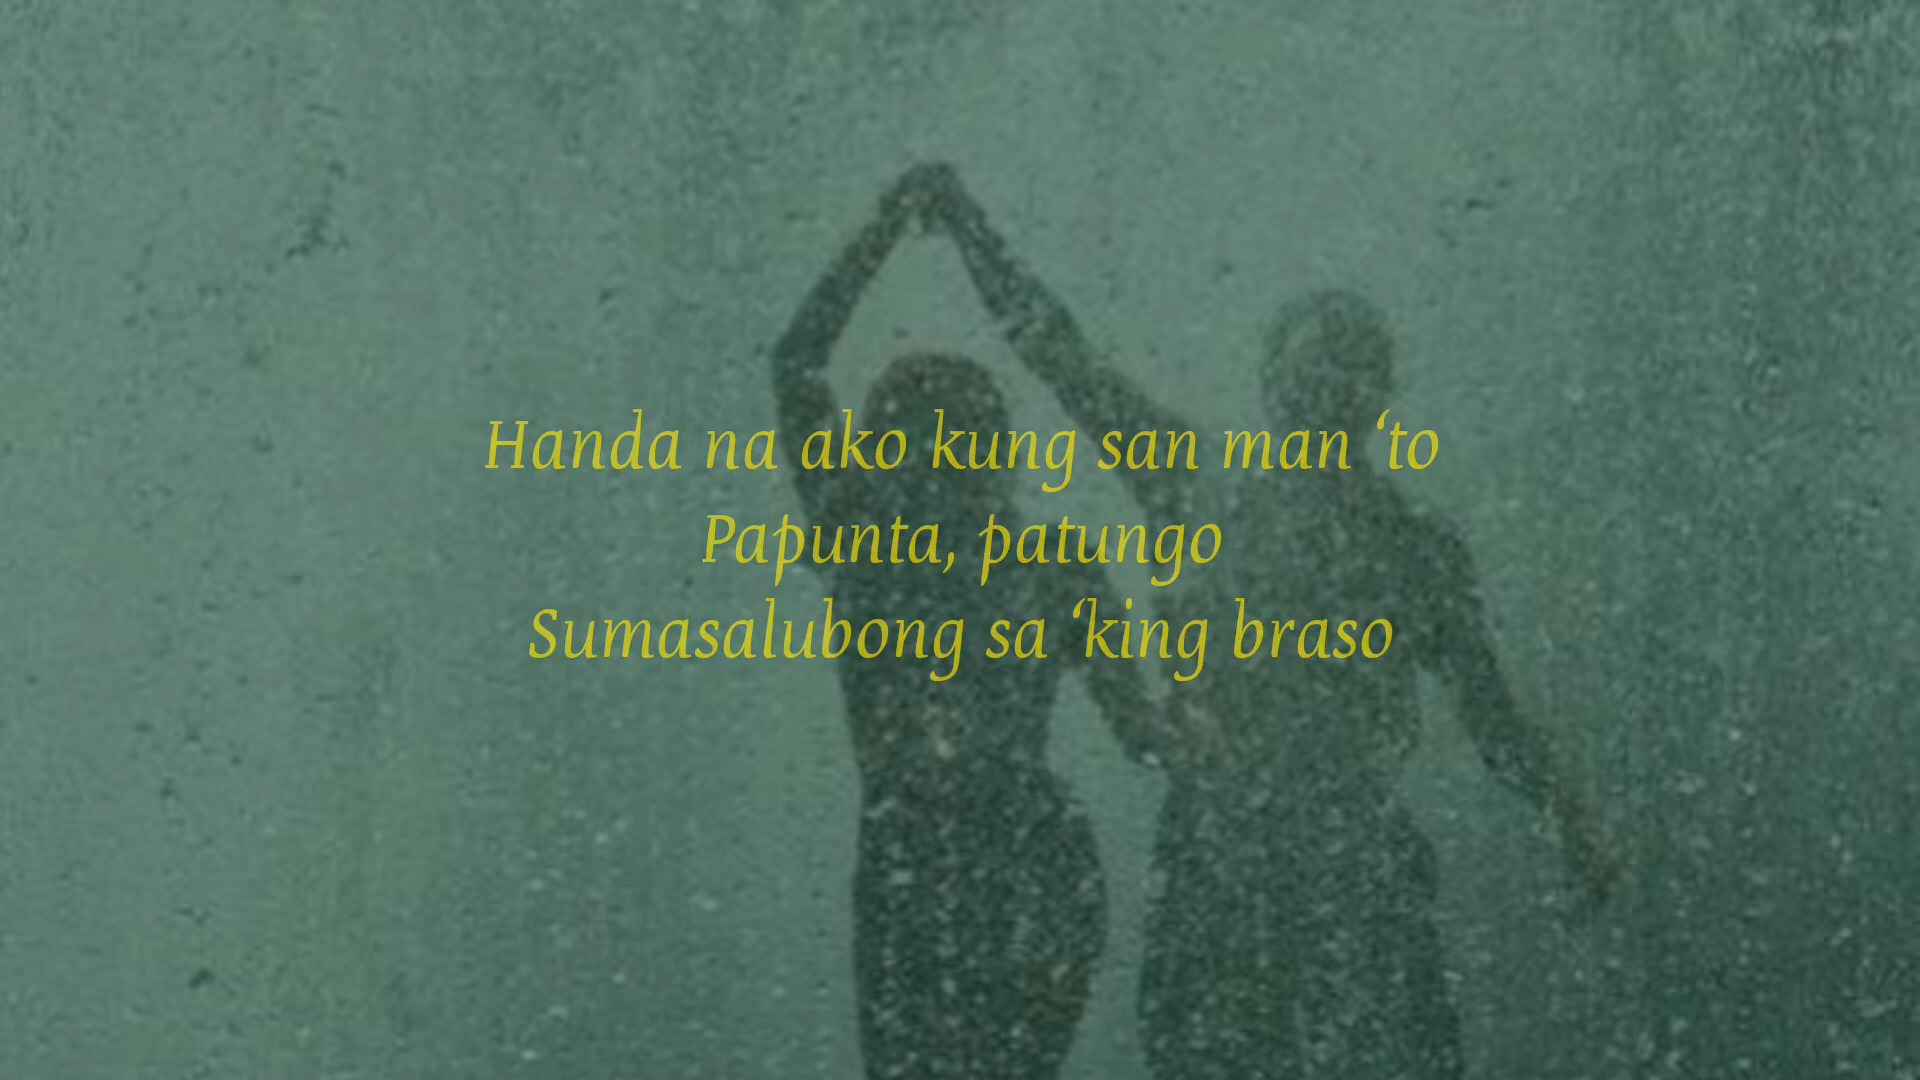 Handa na ako kung san man ‘to
Papunta, patungo
Sumasalubong sa ‘king braso